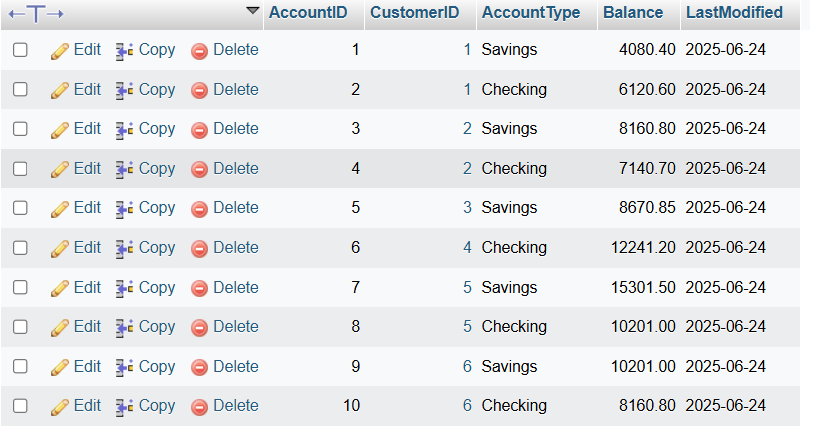 AccountID CustomerID AccountType Balance LastModified
Edit Copy Delete 1 1 Savings 4080.40 2025-06-24
Edit Copy Delete 2 1 Checking 6120.60 2025-06-24
Edit Copy Delete 3 2 Savings 8160.80 2025-06-24
Edit Copy Delete 4 2 Checking 7140.70 2025-06-24
Edit Copy Delete 5 3 Savings 8670.85 2025-06-24
Edit Copy Delete 6 4 Checking 12241.20 2025-06-24
Edit Copy Delete 7 5 Savings 15301.50 2025-06-24
Edit Copy Delete 8 5 Checking 10201.00 2025-06-24
Edit Copy Delete 9 6 Savings 10201.00 2025-06-24
Edit Copy Delete 10 6 Checking 8160.80 2025-06-24